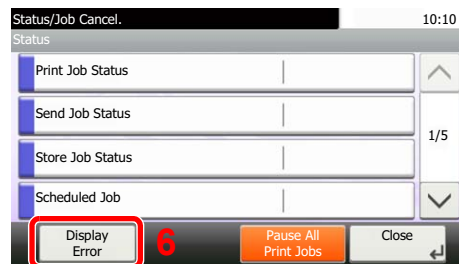 Status/Job Cancel. 10:10
Status
Print Job Status
Send Job Status
1/5
Store Job Status
Scheduled Job
Display
Error
6
Pause All
Print Jobs
Close